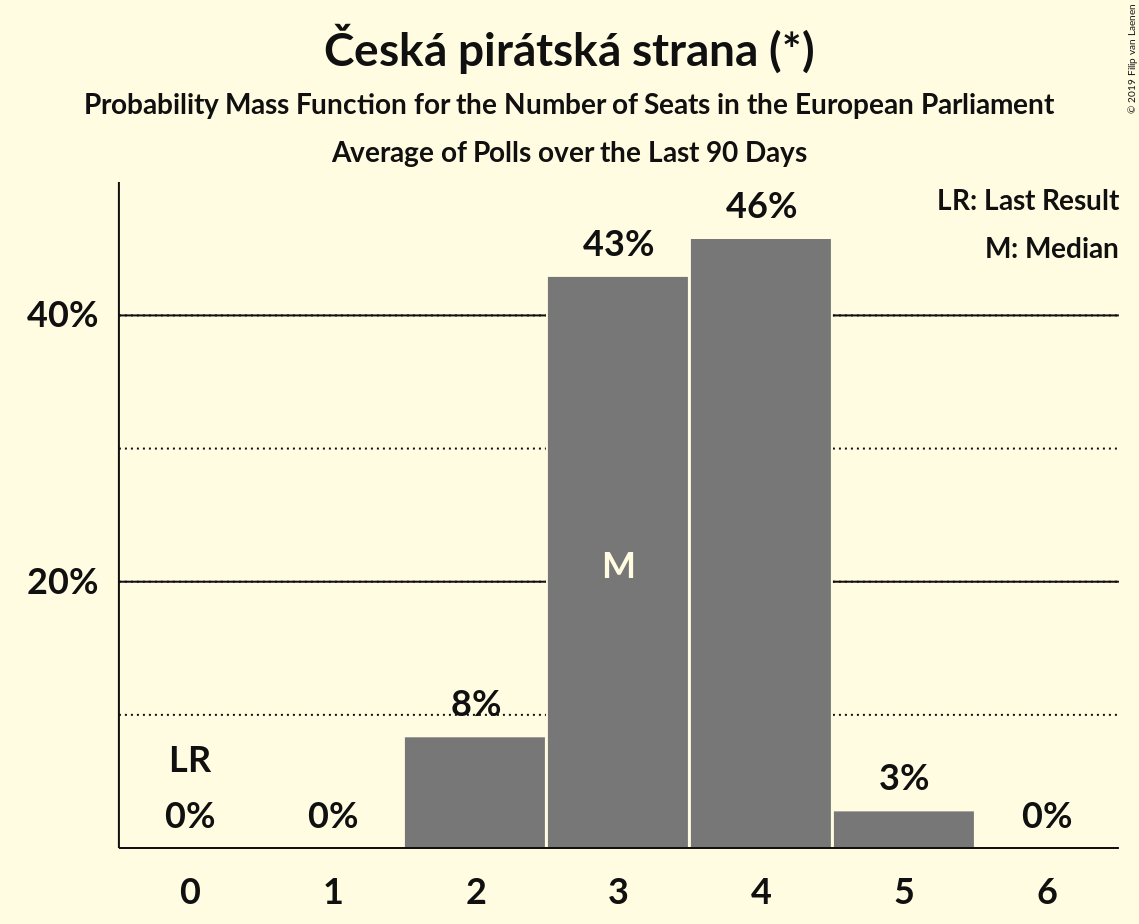 Česká pirátská strana (*)
Probability Mass Function for the Number of Seats in the European Parliament
Average of Polls over the Last 90 Days
© 2019 Filip van Laenen
LR: Last Result
M: Median
46%
43%
40%
M
20%
8%
LR
3%
0%
0%
0%
0
1
2
3
4
5
6